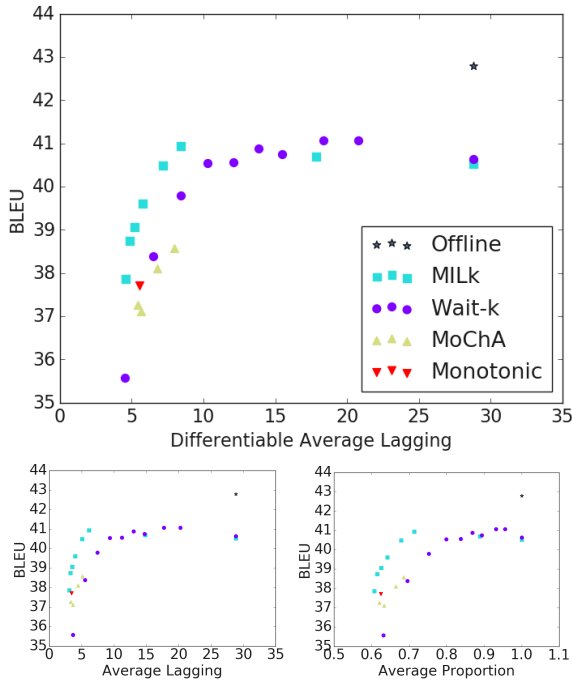 44
43
42
41
40
39
38
37
36
35
BLEU
Offline
MILk
Wait-k
MoChA
Monotonic
0 5 10 15 20 25 30 35
Differentiable Average Lagging
44
43
42
41
40
39
38
37
36
35
BLEU
0 5 10 15 20 25 30 35
Average Lagging
44
43
42
41
40
39
38
37
36
35
BLEU
0.5 0.6 0.7 0.8 0.9 1.0 1.1
Average Proportion